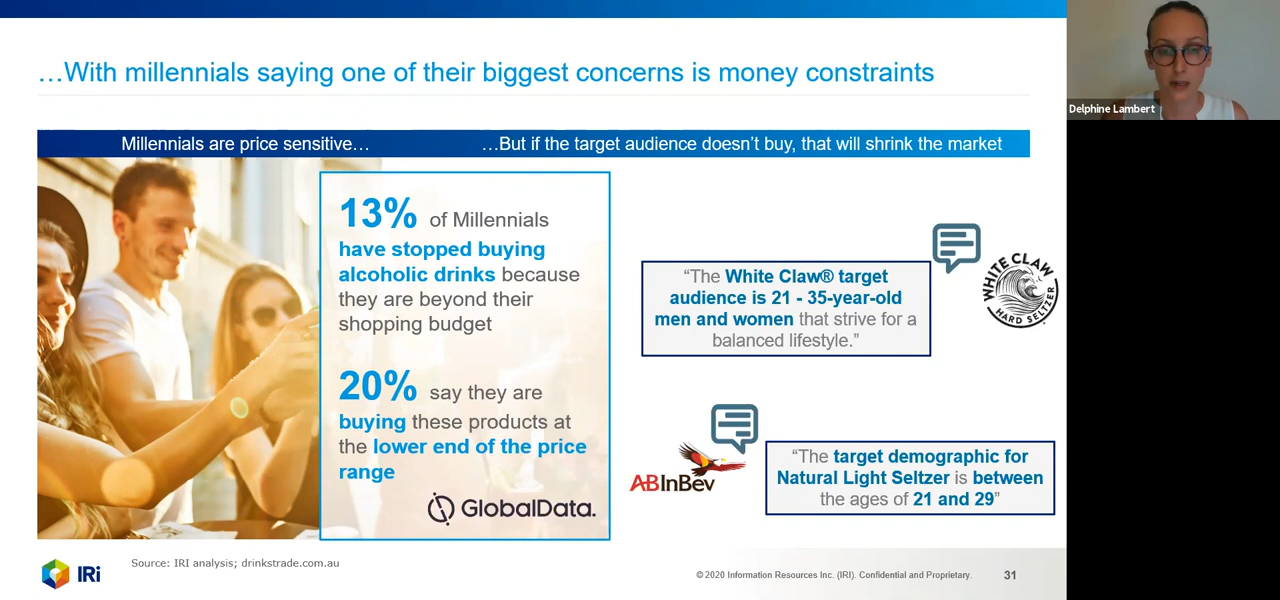 …With millennials saying one of their biggest concerns is money constraints
Delphine Lambert
Millennials are price sensitive…
…But if the target audience doesn’t buy, that will shrink the market
13% of Millennials
have stopped buying
alcoholic drinks because
they are beyond their
shopping budget
20% say they are
buying these products at
the lower end of the price
range
GlobalData.
“The White Claw® target
audience is 21 - 35-year-old
men and women that strive for a
balanced lifestyle.”
WHITE CLAW
HARD SELTZER
ABInBev
“The target demographic for
Natural Light Seltzer is between
the ages of 21 and 29”
IRi
Source: IRI analysis; drinkstrade.com.au
© 2020 Information Resources Inc. (IRI). Confidential and Proprietary.
31